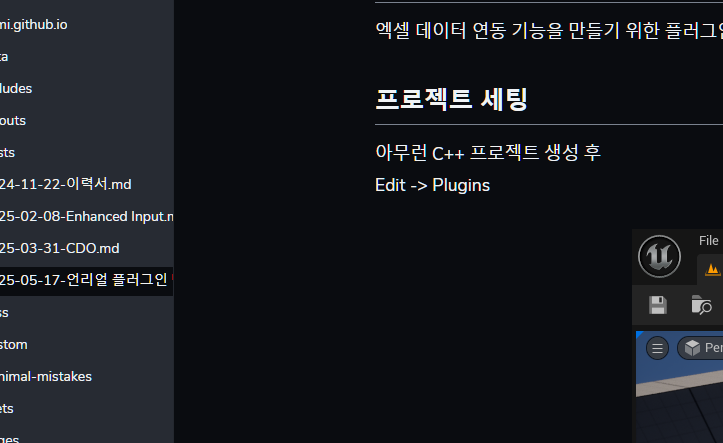 mi.github.io
ta
ludes
outs
sts
24-11-22-이력서.md
25-02-08-Enhanced Input.m
25-03-31-CDO.md
25-05-17-언리얼 플러그인
ss
stom
nimal-mistakes
ets
ges
엑셀 데이터 연동 기능을 만들기 위한 플러그인
프로젝트 세팅
아무런 C++ 프로젝트 생성 후
Edit -> Plugins
File
Per